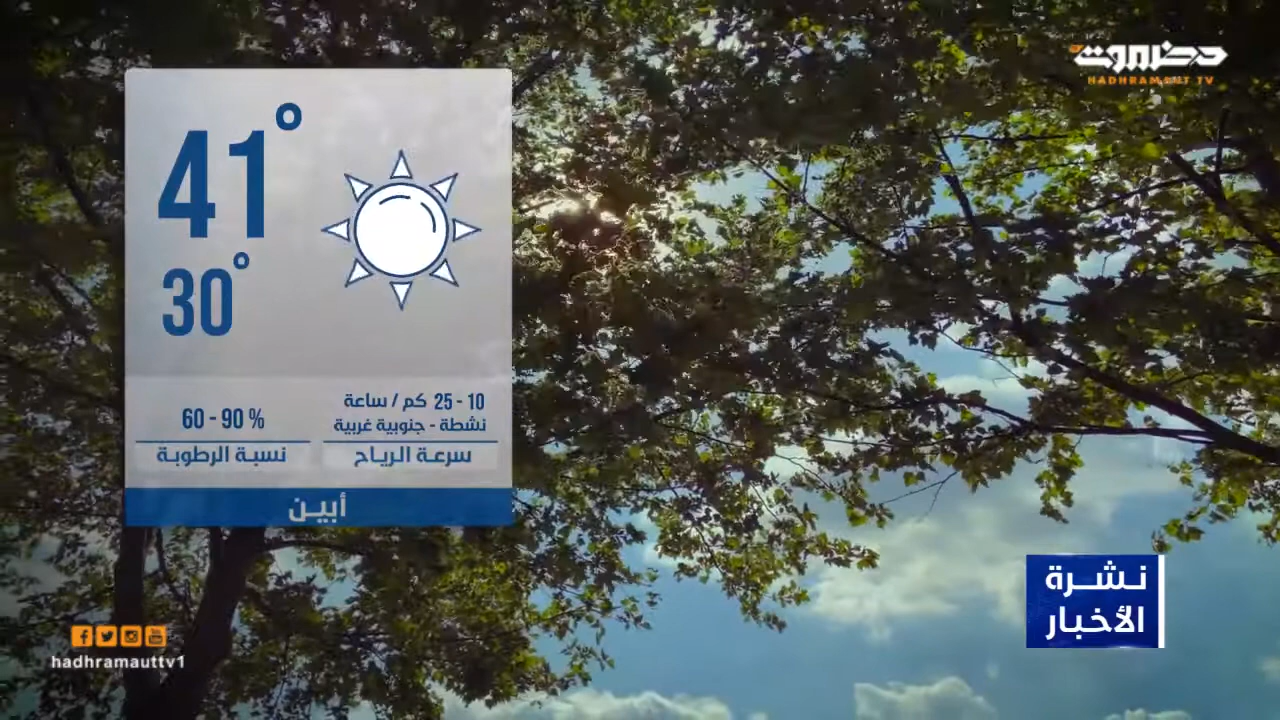 حضرموت
HADHRAMAUT TV
41°
30°
10 - 25 كم / ساعة
نشطة - جنوبية غربية
سرعة الرياح
60 - 90 %
نسبة الرطوبة
أبين
نشرة
الأخبار
hadhramauttv1